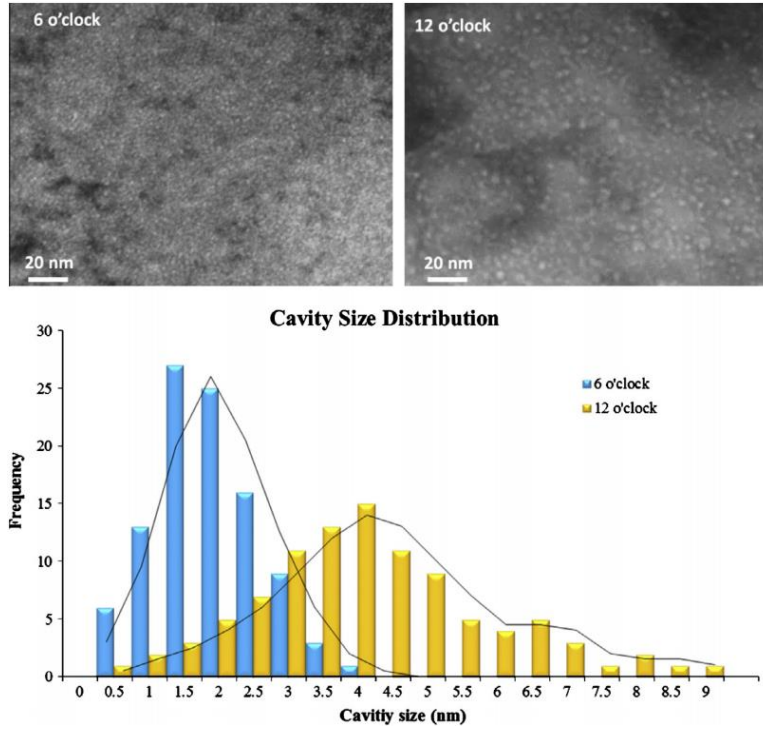 6 o'clock
12 o'clock
20 nm
20 nm
Cavity Size Distribution
30
25
20
15
10
5
0
Frequency
6 o'clock
12 o'clock
0 0.5 1 1.5 2 2.5 3 3.5 4 4.5 5 5.5 6 6.5 7 7.5 8 8.5 9
Cavitiy size (nm)